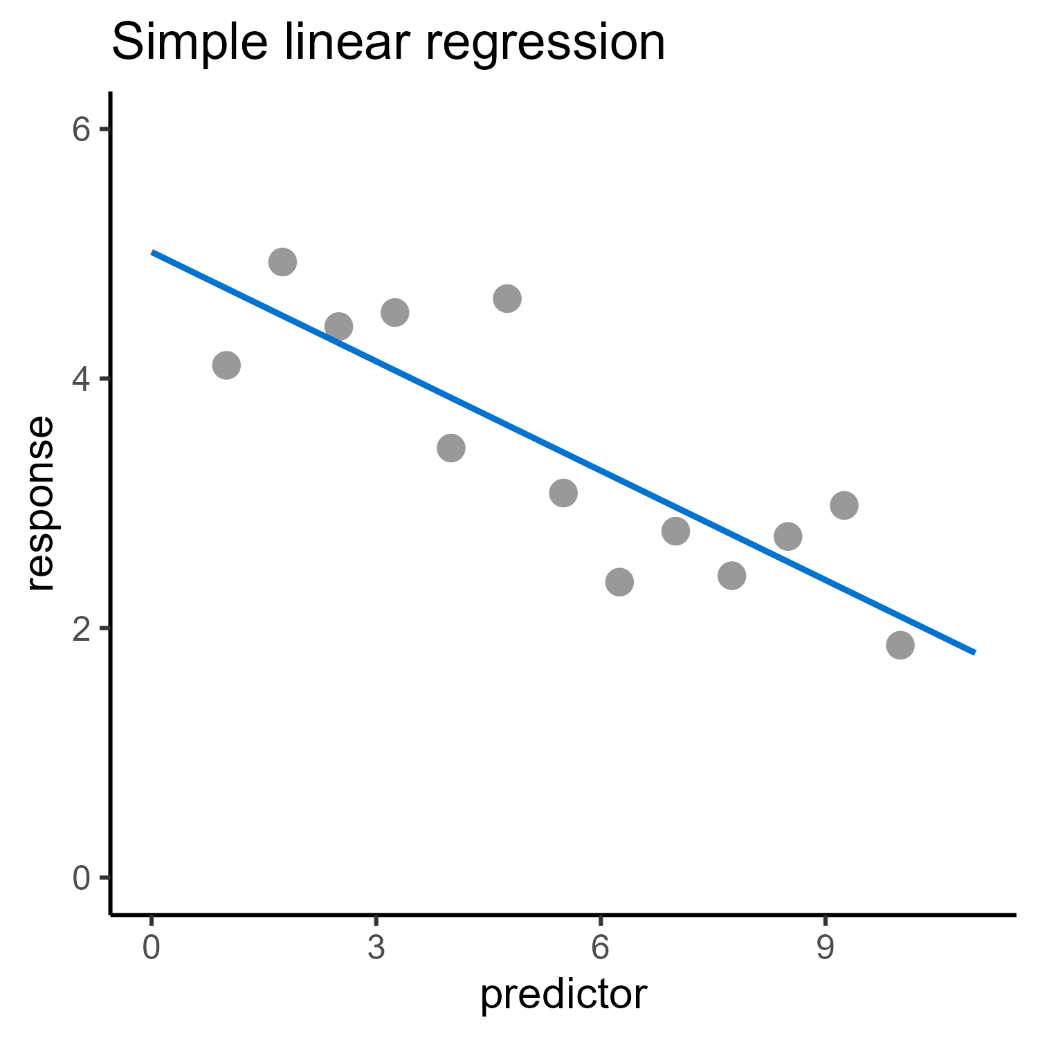 Simple linear regression
6
4
2
0
response
0 3 6 9
predictor